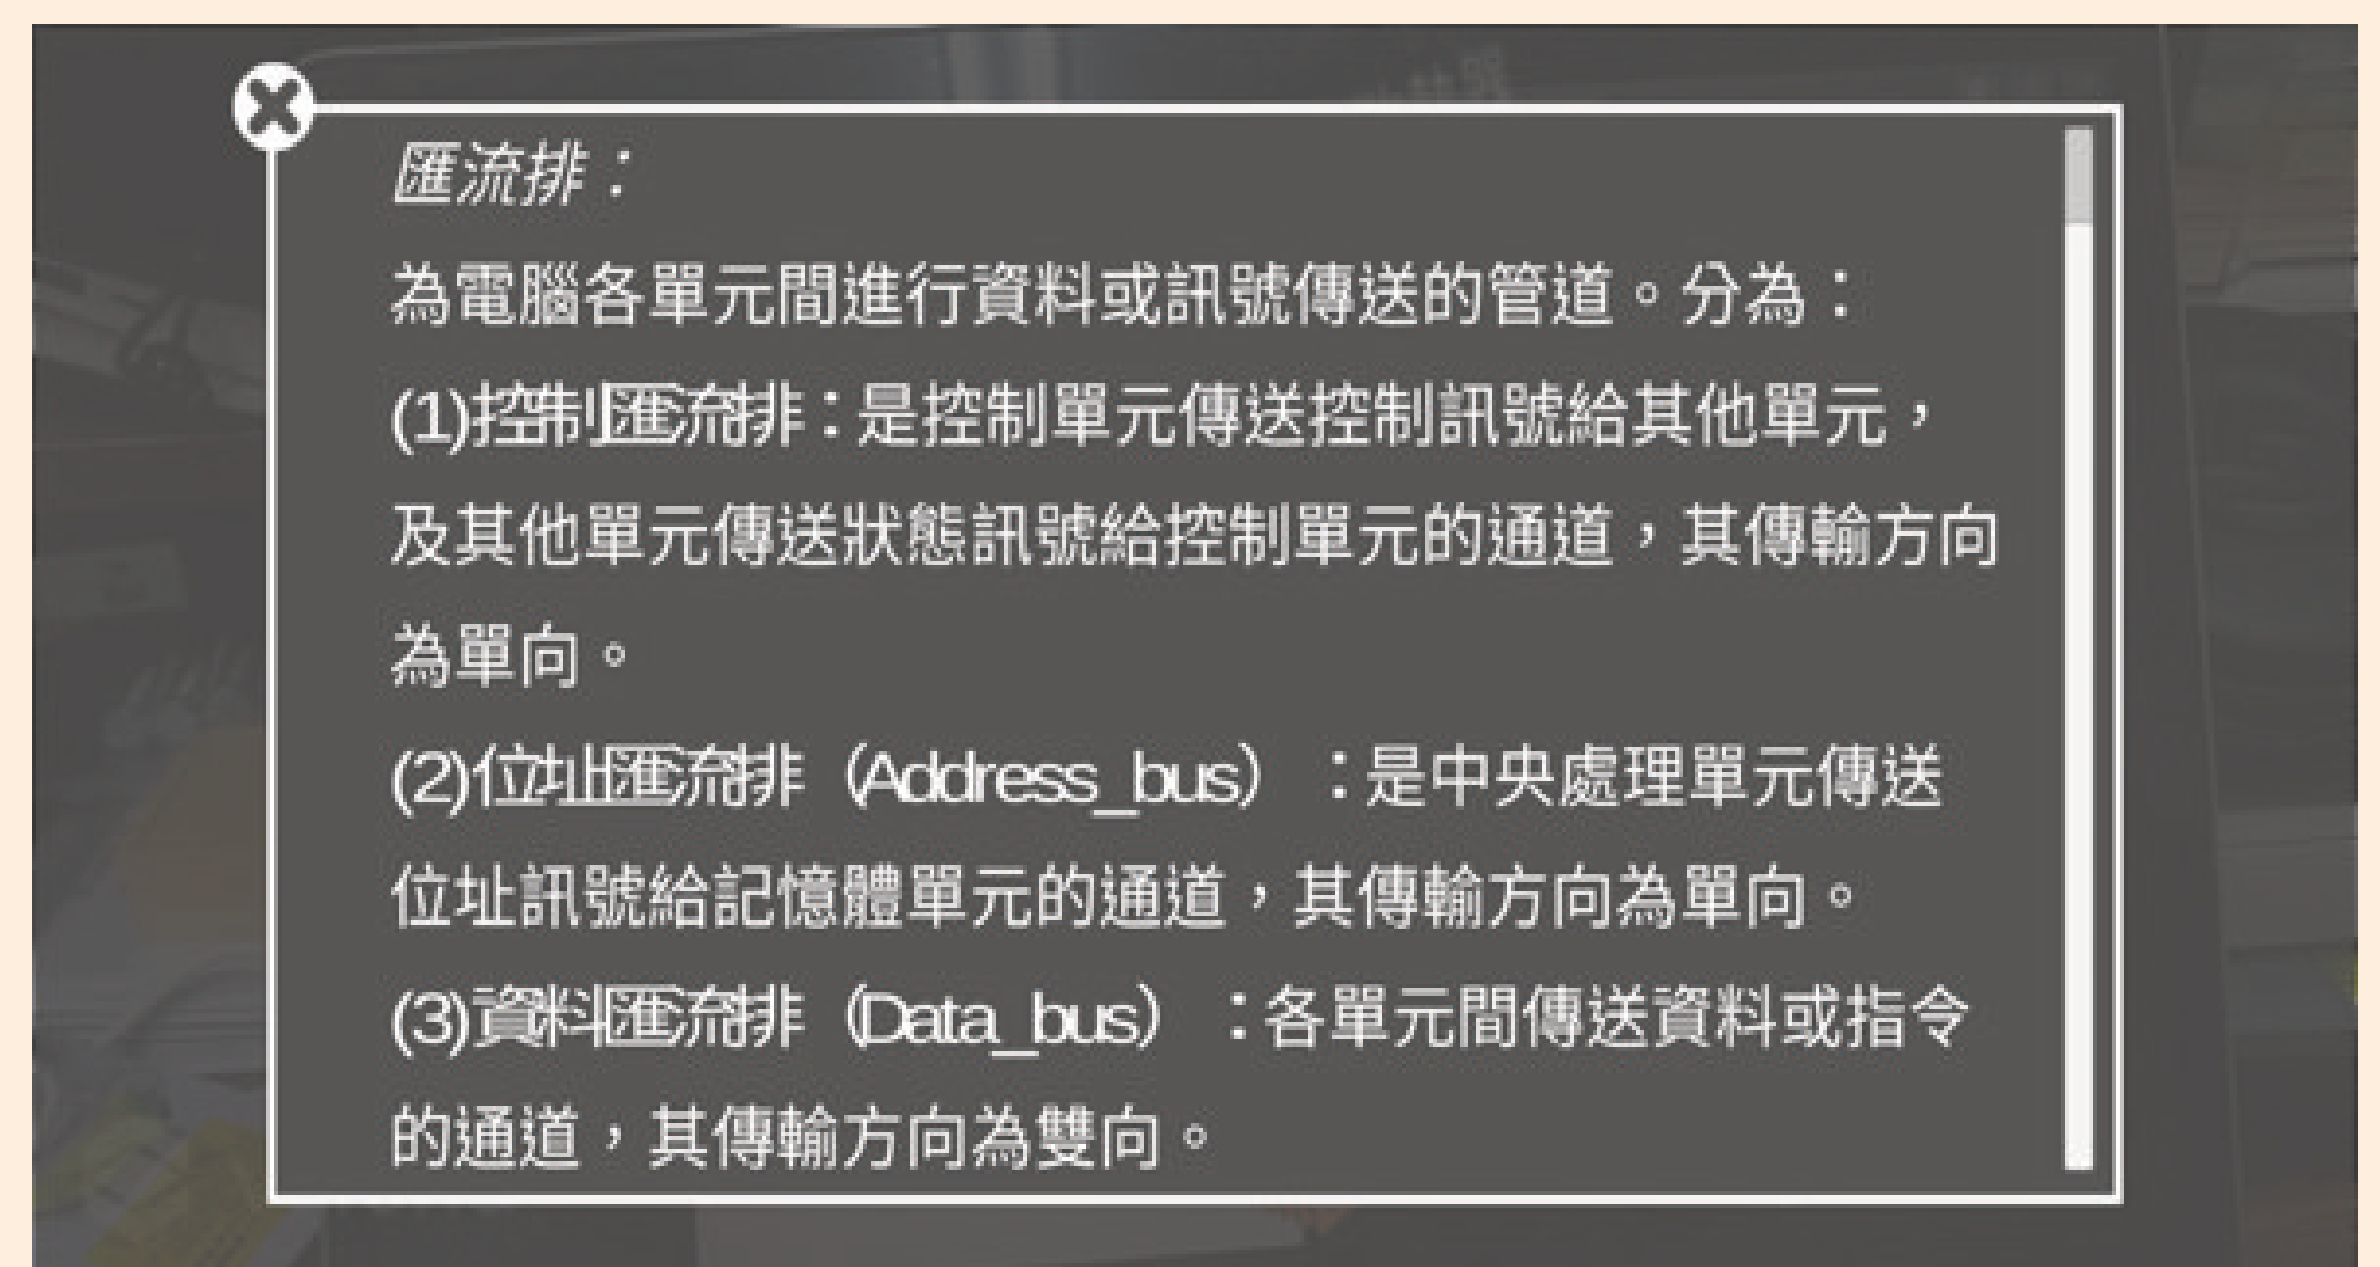 匯流排：
為電腦各單元間進行資料或訊號傳送的管道。分為：
(1)控制匯流排：是控制單元傳送控制訊號給其他單元，
及其他單元傳送狀態訊號給控制單元的通道，其傳輸方向
為單向。
(2)位址匯流排（Address_bus）：是中央處理單元傳送
位址訊號給記憶體單元的通道，其傳輸方向為單向。
(3)資料匯流排（Data_bus）：各單元間傳送資料或指令
的通道，其傳輸方向為雙向。